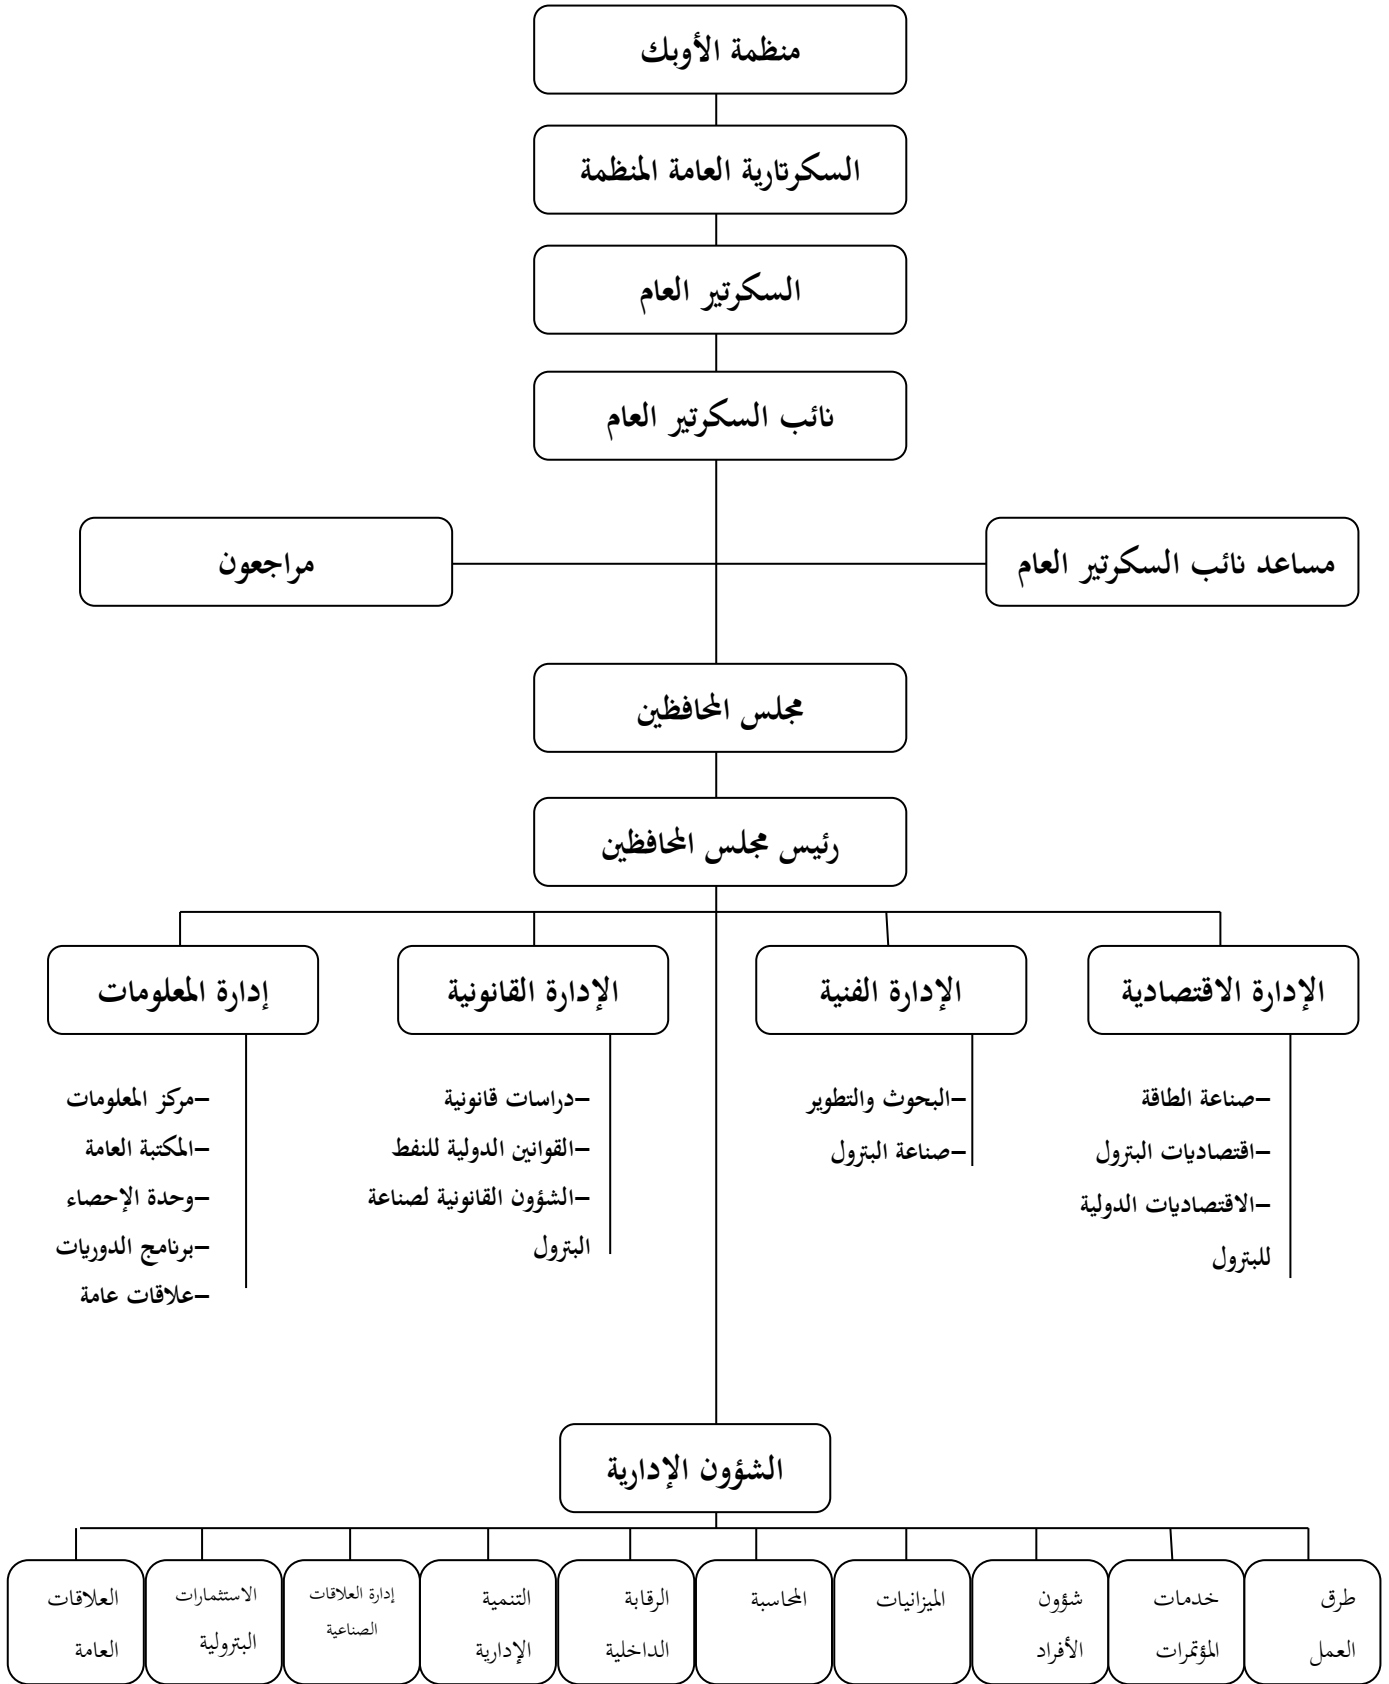 منظمة الأوبك
السكرتارية العامة المنظمة
السكرتير العام
نائب السكرتير العام
مساعد نائب السكرتير العام
مراجعون
مجلس المحافظين
رئيس مجلس المحافظين
الإدارة الاقتصادية
–صناعة الطاقة
–اقتصاديات البترول
–الاقتصاديات الدولية
للبترول
الإدارة الفنية
–البحوث والتطوير
–صناعة البترول
الإدارة القانونية
–دراسات قانونية
–القوانين الدولية للنفط
–الشؤون القانونية لصناعة
البترول
إدارة المعلومات
–مركز المعلومات
–المكتبة العامة
–وحدة الإحصاء
–برنامج الدوريات
–علاقات عامة
الشؤون الإدارية
طرق
العمل
خدمات
المؤتمرات
شؤون
الأفراد
الميزانيات
المحاسبة
الرقابة
الداخلية
التنمية
الإدارية
إدارة العلاقات
الصناعية
الاستثمارات
البترولية
العلاقات
العامة